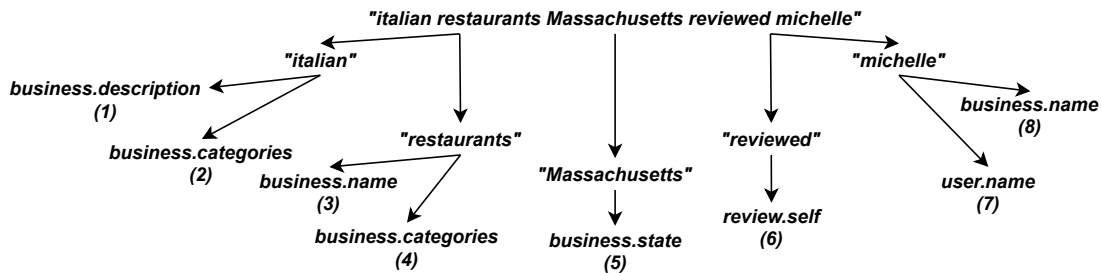 "italian restaurants Massachusetts reviewed michelle"
"italian"
"michelle"
business.description
(1)
business.name
(8)
"restaurants"
"reviewed"
business.categories
(2)
"Massachusetts"
business.name
(3)
user.name
(7)
review.self
(6)
business.categories
(4)
business.state
(5)